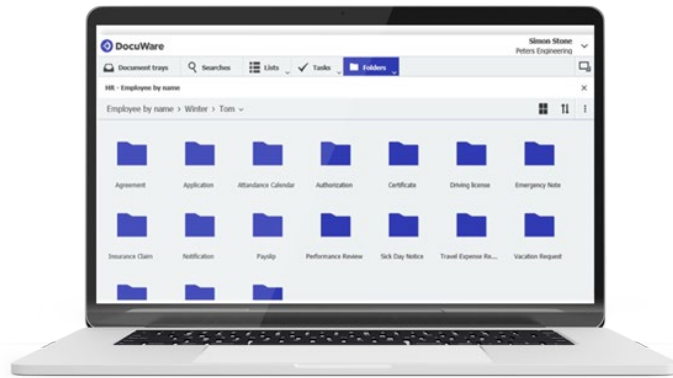 DocuWare
Simon Stone
Peters Engineering
Document trays Searches Lists Tasks Folders
HR - Employee by name
Employee by name > Winter > Tom
Agreement Application Attandance Calendar Authorization Certificate Driving license Emergency Note
Insurance Claim Notification Payslip Performance Review Sick Day Notice Travel Expense Re... Vacation Request